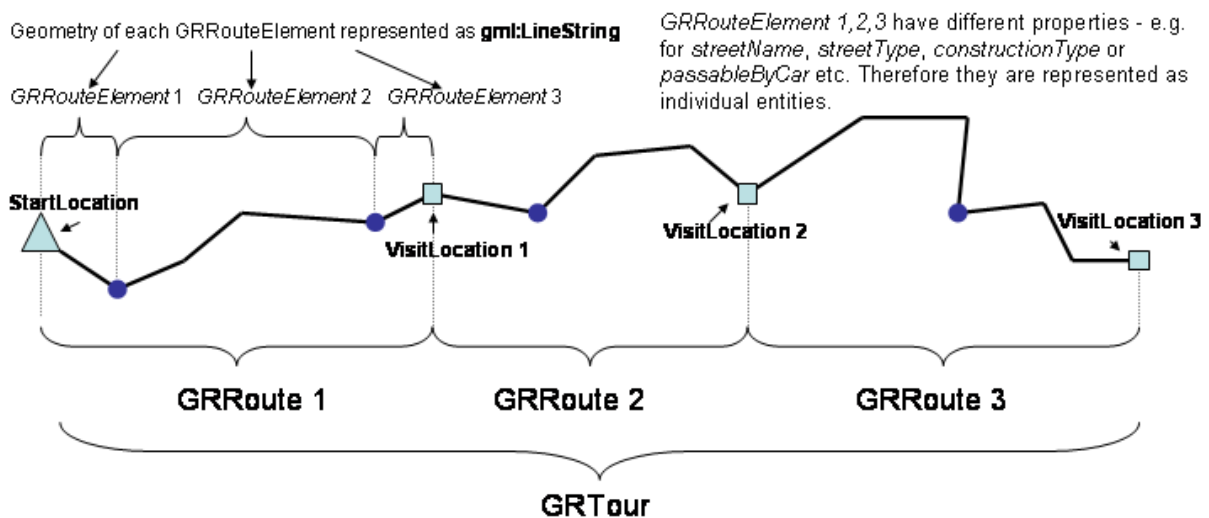 Geometry of each GRRouteElement represented as gml:LineString
GRRouteElement 1,2,3 have different properties - e.g.
for streetName, streetType, constructionType or
passableByCar etc. Therefore they are represented as
individual entities.
GRRouteElement 1
GRRouteElement 2
GRRouteElement 3
StartLocation
VisitLocation 1
VisitLocation 2
VisitLocation 3
GRRoute 1
GRRoute 2
GRRoute 3
GRTour